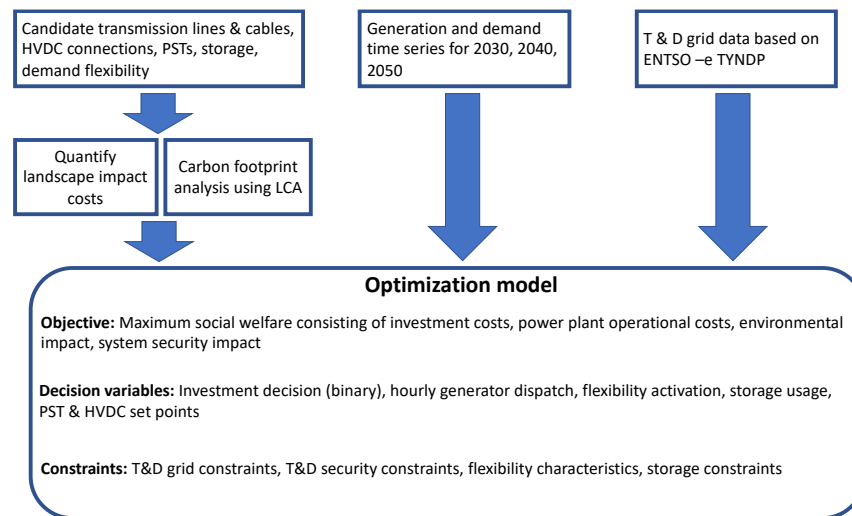 Candidate transmission lines & cables,
HVDC connections, PSTs, storage,
demand flexibility
Generation and demand
time series for 2030, 2040,
2050
T & D grid data based on
ENTSO –e TYNDP
Quantify
landscape impact
costs
Carbon footprint
analysis using LCA
Optimization model
Objective: Maximum social welfare consisting of investment costs, power plant operational costs, environmental
impact, system security impact
Decision variables: Investment decision (binary), hourly generator dispatch, flexibility activation, storage usage,
PST & HVDC set points
Constraints: T&D grid constraints, T&D security constraints, flexibility characteristics, storage constraints